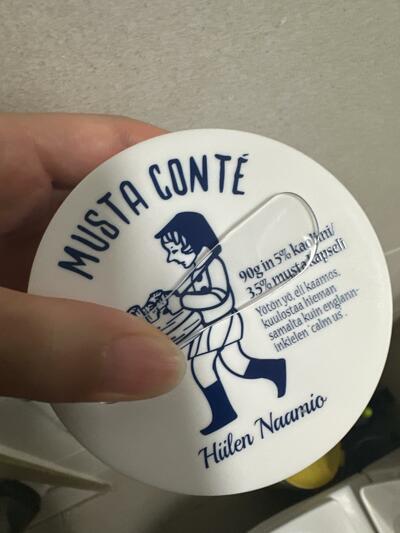 MUSTA CONTÉ
90g in 5% kaolini/
35% musta kapseli
Yötön yö, eli kaamos,
kuulostaa hieman
samalta kuin englann-
inkielen "calm us".
Hiilen Naamio